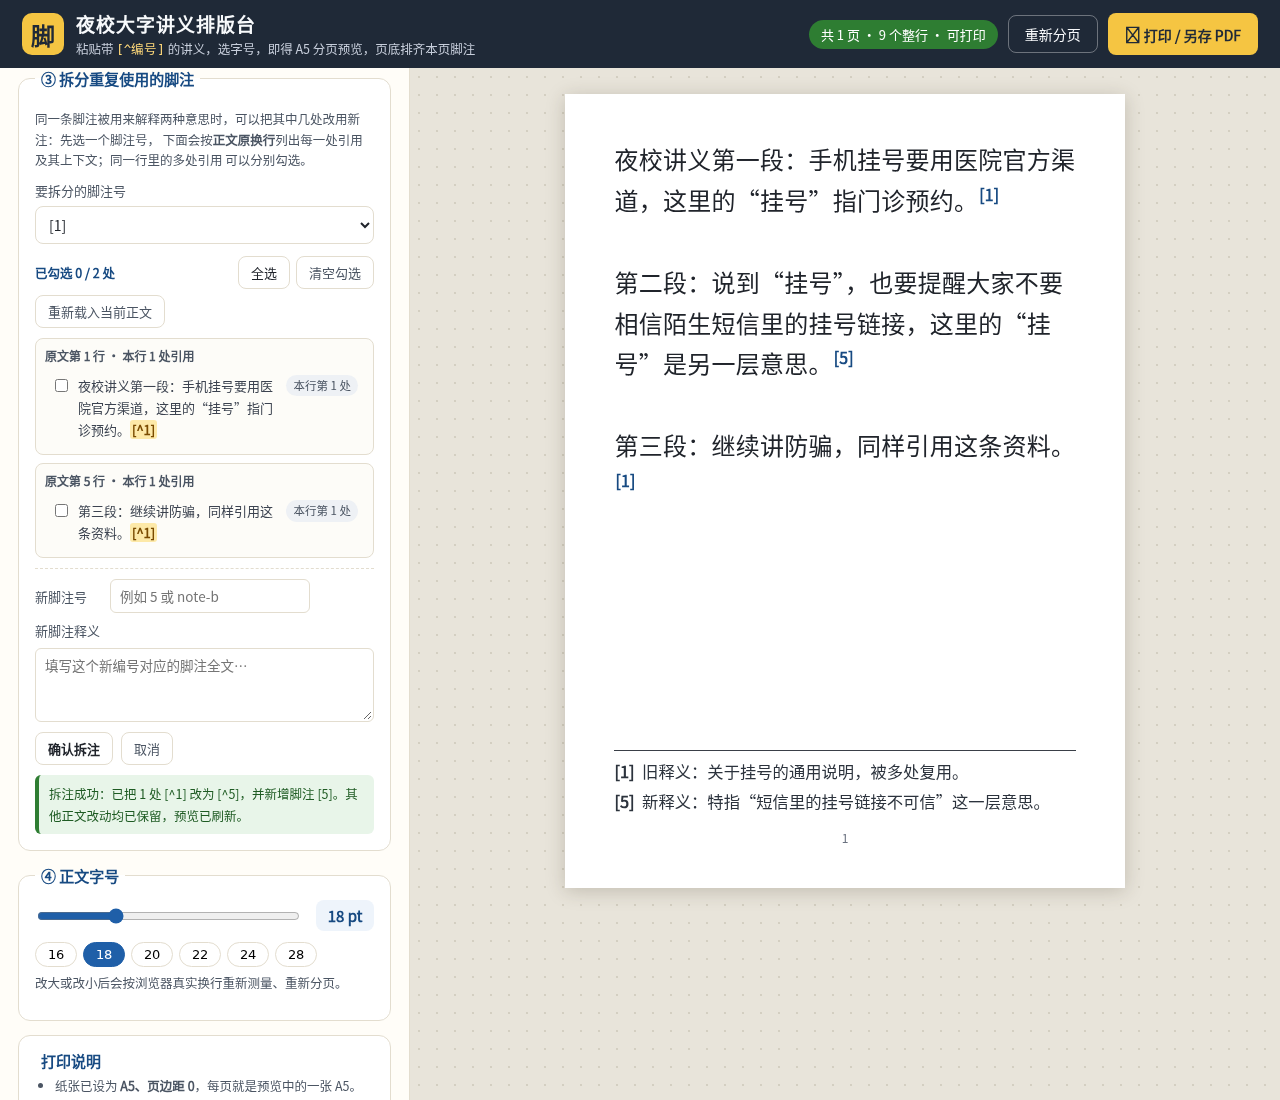 脚
夜校大字讲义排版台
粘贴带 [^编号] 的讲义，选字号，即得 A5 分页预览，页底排齐本页脚注
共 1 页 · 9 个整行 · 可打印
重新分页
打印 / 另存 PDF
③ 拆分重复使用的脚注
同一条脚注被用来解释两种意思时，可以把其中几处改用新
注：先选一个脚注号， 下面会按正文原换行列出每一处引用
及其上下文；同一行里的多处引用 可以分别勾选。
要拆分的脚注号
[1]
已勾选 0 / 2 处
全选
清空勾选
重新载入当前正文
原文第 1 行 · 本行 1 处引用
夜校讲义第一段：手机挂号要用医
院官方渠道，这里的“挂号”指门
诊预约。[^1]
本行第 1 处
原文第 5 行 · 本行 1 处引用
第三段：继续讲防骗，同样引用这
条资料。[^1]
本行第 1 处
新脚注号
例如 5 或 note-b
新脚注释义
填写这个新编号对应的脚注全文…
确认拆注
取消
拆注成功：已把 1 处 [^1] 改为 [^5]，并新增脚注 [5]。其
他正文改动均已保留，预览已刷新。
④ 正文字号
18 pt
16
18
20
22
24
28
改大或改小后会按浏览器真实换行重新测量、重新分页。
打印说明
纸张已设为 A5、页边距 0，每页就是预览中的一张 A5。
夜校讲义第一段：手机挂号要用医院官方渠
道，这里的“挂号”指门诊预约。[1]
第二段：说到“挂号”，也要提醒大家不要
相信陌生短信里的挂号链接，这里的“挂
号”是另一层意思。[5]
第三段：继续讲防骗，同样引用这条资料。
[1]
[1] 旧释义：关于挂号的通用说明，被多处复用。
[5] 新释义：特指“短信里的挂号链接不可信”这一层意思。
1